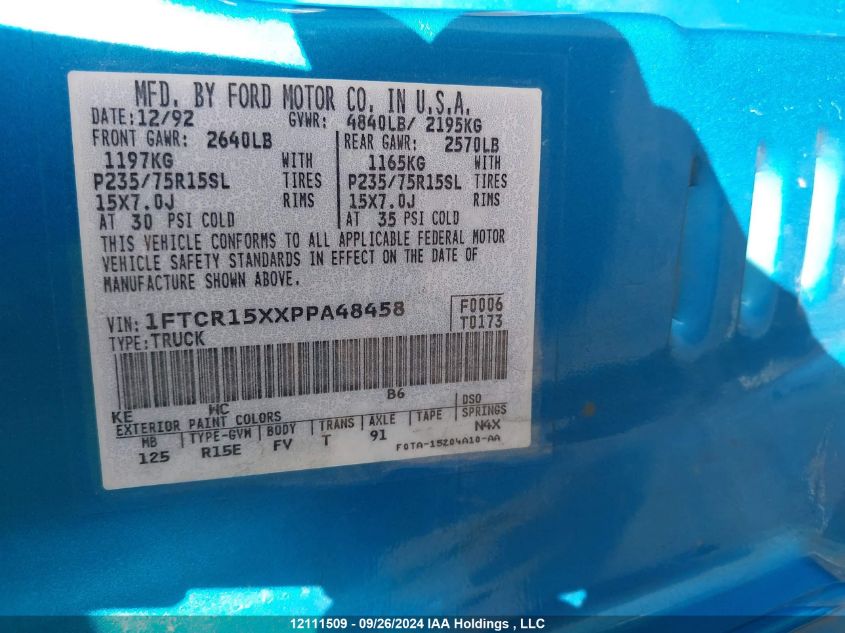 MFD. BY FORD MOTOR CO. IN U.S.A.
DATE: 12/92 GVWR: 4840LB/ 2195KG
FRONT GAWR: 2640LB REAR GAWR: 2570LB
1197KG WITH 1165KG WITH
P235/75R15SL TIRES P235/75R15SL TIRES
15X7.0J RIMS 15X7.0J RIMS
AT 30 PSI COLD AT 35 PSI COLD
THIS VEHICLE CONFORMS TO ALL APPLICABLE FEDERAL MOTOR
VEHICLE SAFETY STANDARDS IN EFFECT ON THE DATE OF
MANUFACTURE SHOWN ABOVE.
VIN: 1FTCR15XXPPA48458 F0006
TYPE: TRUCK T0173
KE WC B6
EXTERIOR PAINT COLORS DSO
MB TYPE-GVW BODY TRANS AXLE TAPE SPRINGS
125 R15E FV T 91 N4X
F0TA-15204A10-AA
12111509 - 09/26/2024 IAA Holdings , LLC